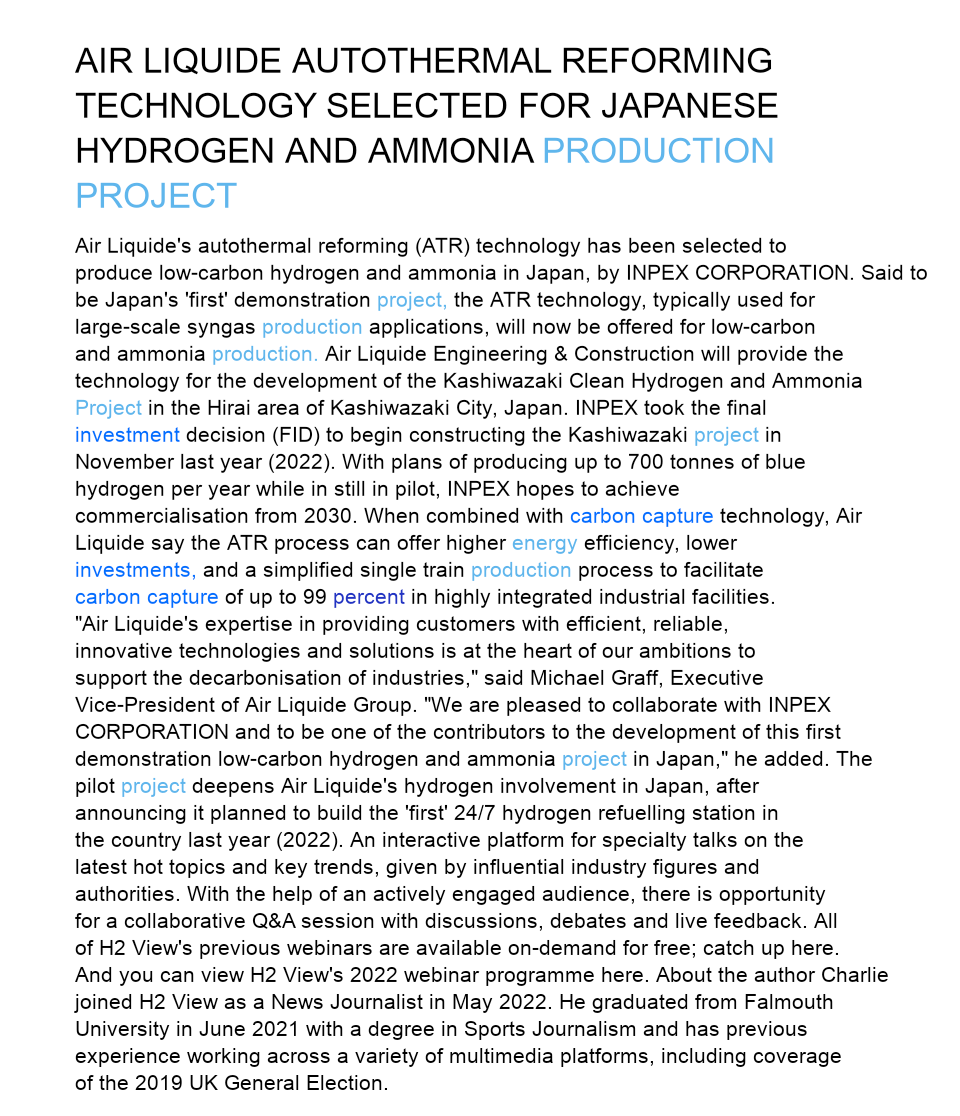 AIR LIQUIDE AUTOTHERMAL REFORMING
TECHNOLOGY SELECTED FOR JAPANESE
HYDROGEN AND AMMONIA PRODUCTION
PROJECT
Air Liquide's autothermal reforming (ATR) technology has been selected to
produce low-carbon hydrogen and ammonia in Japan, by INPEX CORPORATION. Said to
be Japan's 'first' demonstration project, the ATR technology, typically used for
large-scale syngas production applications, will now be offered for low-carbon
and ammonia production. Air Liquide Engineering & Construction will provide the
technology for the development of the Kashiwazaki Clean Hydrogen and Ammonia
Project in the Hirai area of Kashiwazaki City, Japan. INPEX took the final
investment decision (FID) to begin constructing the Kashiwazaki project in
November last year (2022). With plans of producing up to 700 tonnes of blue
hydrogen per year while in still in pilot, INPEX hopes to achieve
commercialisation from 2030. When combined with carbon capture technology, Air
Liquide say the ATR process can offer higher energy efficiency, lower
investments, and a simplified single train production process to facilitate
carbon capture of up to 99 percent in highly integrated industrial facilities.
"Air Liquide's expertise in providing customers with efficient, reliable,
innovative technologies and solutions is at the heart of our ambitions to
support the decarbonisation of industries," said Michael Graff, Executive
Vice-President of Air Liquide Group. "We are pleased to collaborate with INPEX
CORPORATION and to be one of the contributors to the development of this first
demonstration low-carbon hydrogen and ammonia project in Japan," he added. The
pilot project deepens Air Liquide's hydrogen involvement in Japan, after
announcing it planned to build the 'first' 24/7 hydrogen refuelling station in
the country last year (2022). An interactive platform for specialty talks on the
latest hot topics and key trends, given by influential industry figures and
authorities. With the help of an actively engaged audience, there is opportunity
for a collaborative Q&A session with discussions, debates and live feedback. All
of H2 View's previous webinars are available on-demand for free; catch up here.
And you can view H2 View's 2022 webinar programme here. About the author Charlie
joined H2 View as a News Journalist in May 2022. He graduated from Falmouth
University in June 2021 with a degree in Sports Journalism and has previous
experience working across a variety of multimedia platforms, including coverage
of the 2019 UK General Election.